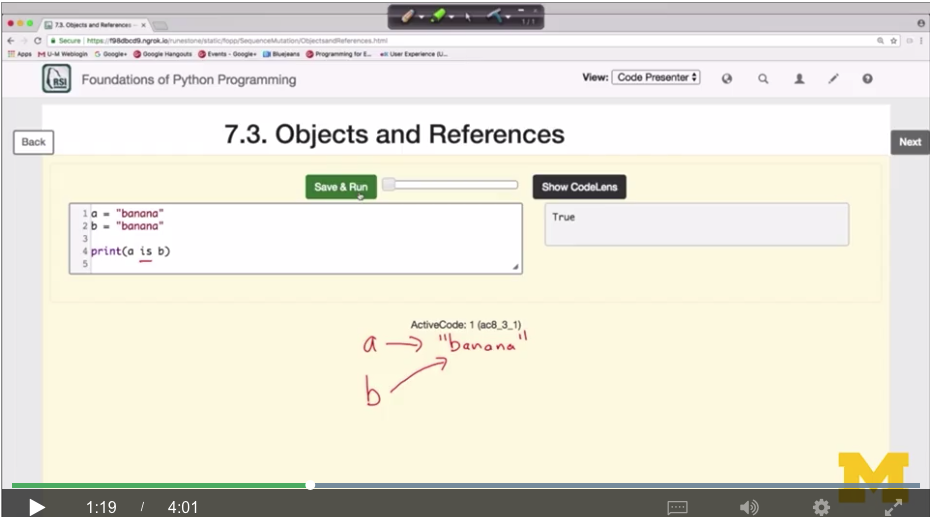 7.3. Objects and References —
Secure | https://f98dbcd9.ngrok.io/runestone/static/fopp/SequenceMutation/ObjectsandReferences.html
Apps U-M Weblogin Google+ Google Hangouts Events - Google+ Bluejeans Programming for E... User Experience (U...
1 / 1
RSI Foundations of Python Programming View: Code Presenter
7.3. Objects and References
Back
Next
Save & Run Show CodeLens
1 a = "banana"
2 b = "banana"
3
4 print(a is b)
5
True
ActiveCode: 1 (ac8_3_1)
a → "banana"
b
M
1:19 / 4:01